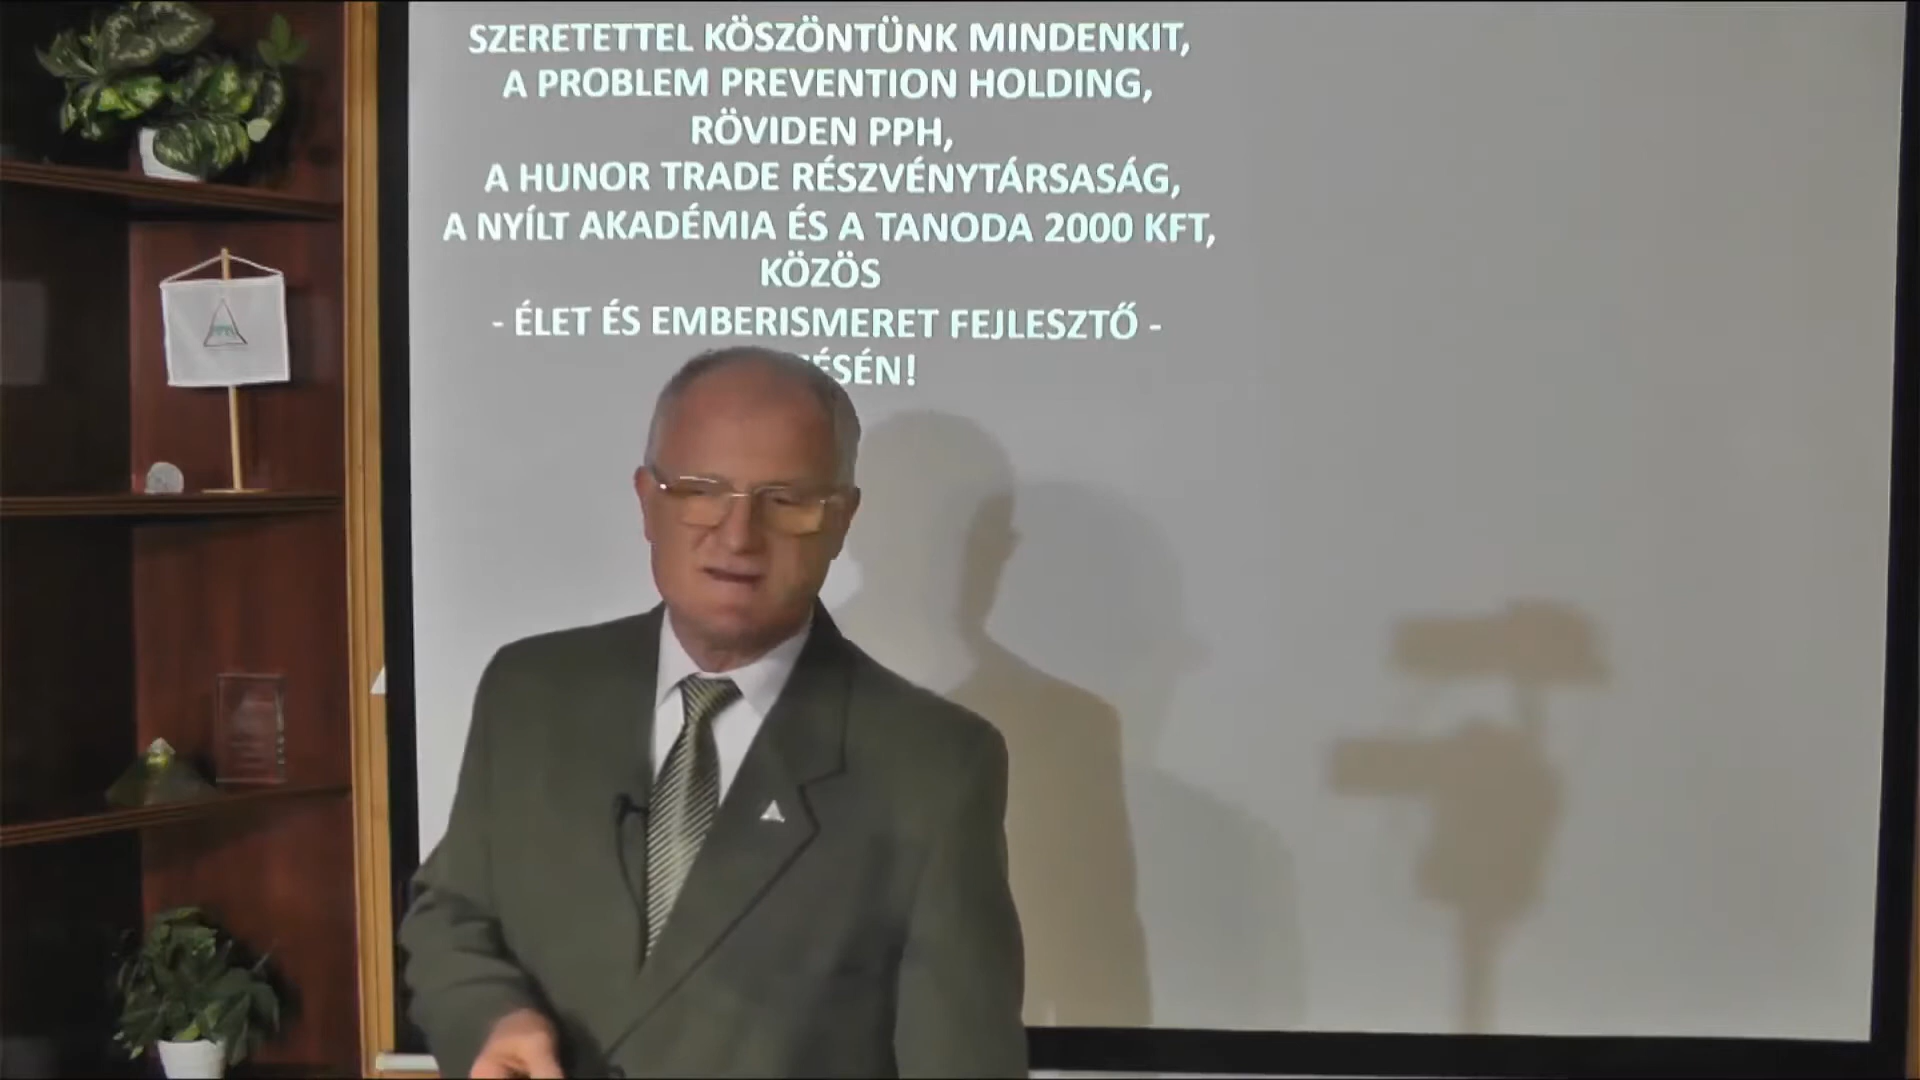 SZERETETTEL KÖSZÖNTÜNK MINDENKIT,
A PROBLEM PREVENTION HOLDING,
RÖVIDEN PPH,
A HUNOR TRADE RÉSZVÉNYTÁRSASÁG,
A NYÍLT AKADÉMIA ÉS A TANODA 2000 KFT,
KÖZÖS
- ÉLET ÉS EMBERISMERET FEJLESZTŐ -
ÉSÉN!